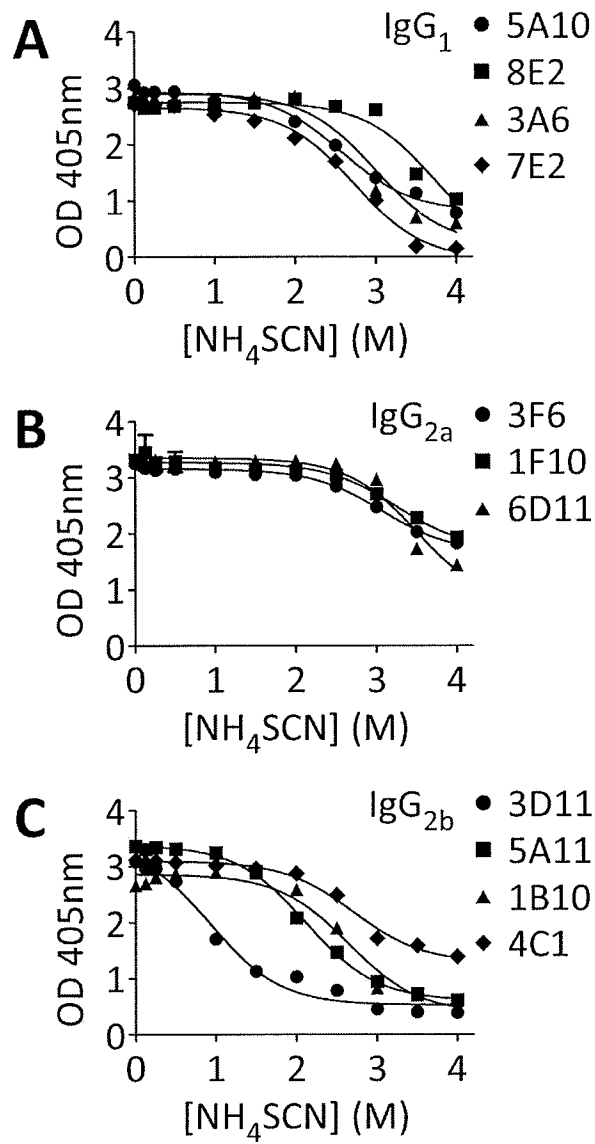 A
IgG1
5A10
8E2
3A6
7E2
OD 405nm
4
3
2
1
0
0 1 2 3 4
[NH4SCN] (M)
B
IgG2a
3F6
1F10
6D11
OD 405nm
4
3
2
1
0
0 1 2 3 4
[NH4SCN] (M)
C
IgG2b
3D11
5A11
1B10
4C1
OD 405nm
4
3
2
1
0
0 1 2 3 4
[NH4SCN] (M)